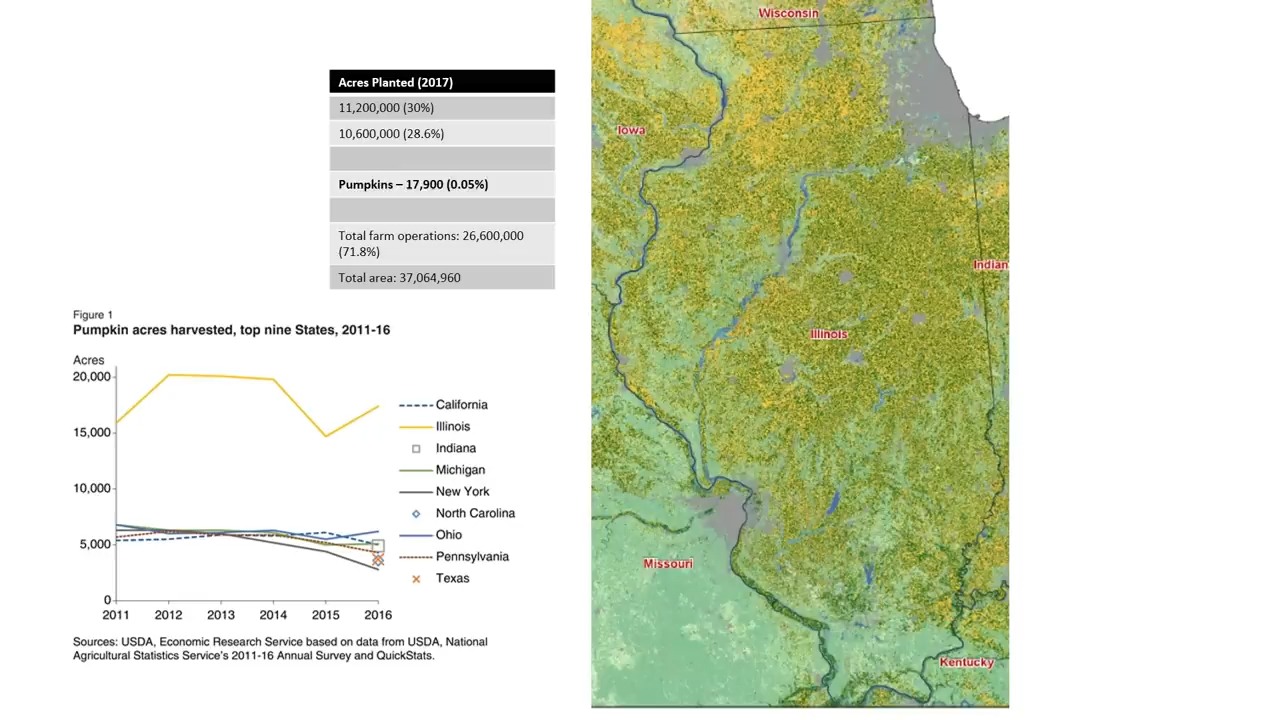 Acres Planted (2017)
11,200,000 (30%)
10,600,000 (28.6%)
Pumpkins – 17,900 (0.05%)
Total farm operations: 26,600,000
(71.8%)
Total area: 37,064,960
Figure 1
Pumpkin acres harvested, top nine States, 2011-16
Acres
20,000
15,000
10,000
5,000
0
2011 2012 2013 2014 2015 2016
California
Illinois
Indiana
Michigan
New York
North Carolina
Ohio
Pennsylvania
Texas
Sources: USDA, Economic Research Service based on data from USDA, National
Agricultural Statistics Service's 2011-16 Annual Survey and QuickStats.
Wisconsin
Iowa
Indian
Illinois
Missouri
Kentucky